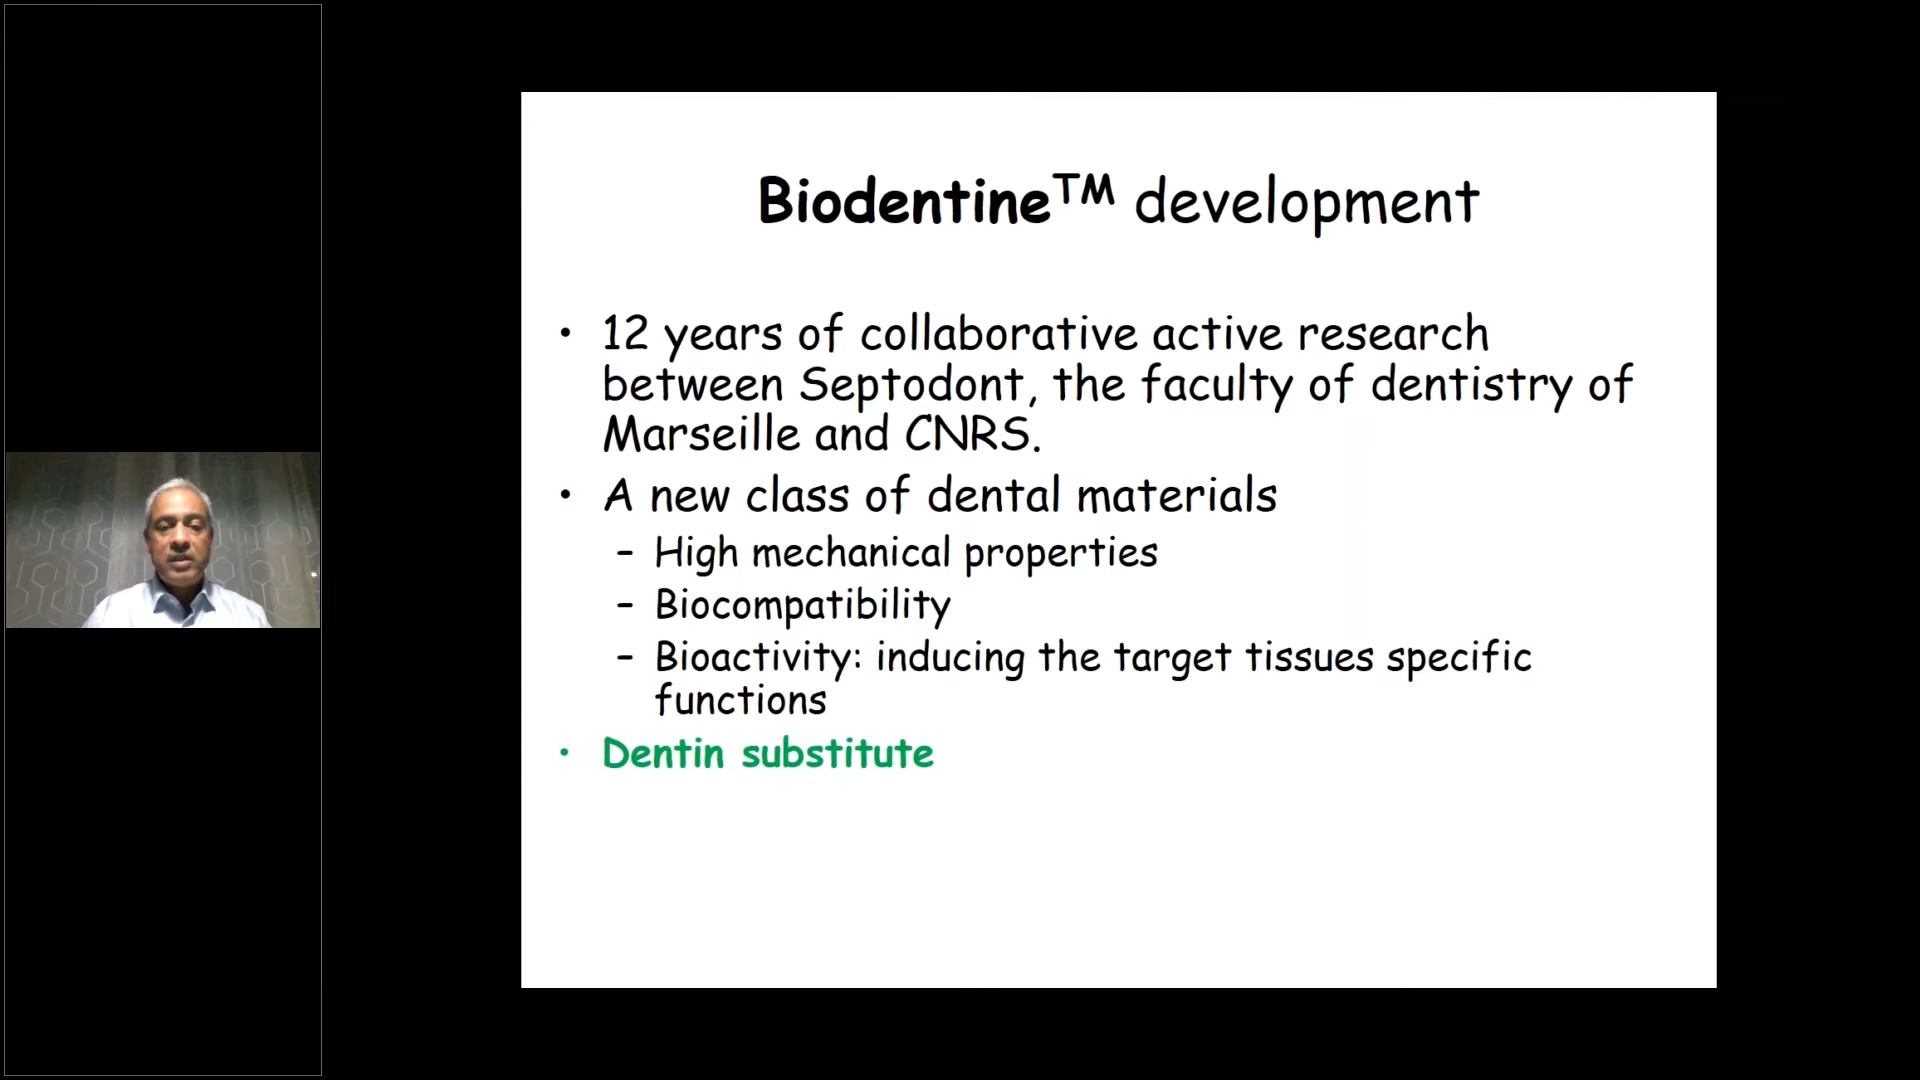 Biodentine™ development
• 12 years of collaborative active research
between Septodont, the faculty of dentistry of
Marseille and CNRS.
• A new class of dental materials
– High mechanical properties
– Biocompatibility
– Bioactivity: inducing the target tissues specific
functions
• Dentin substitute